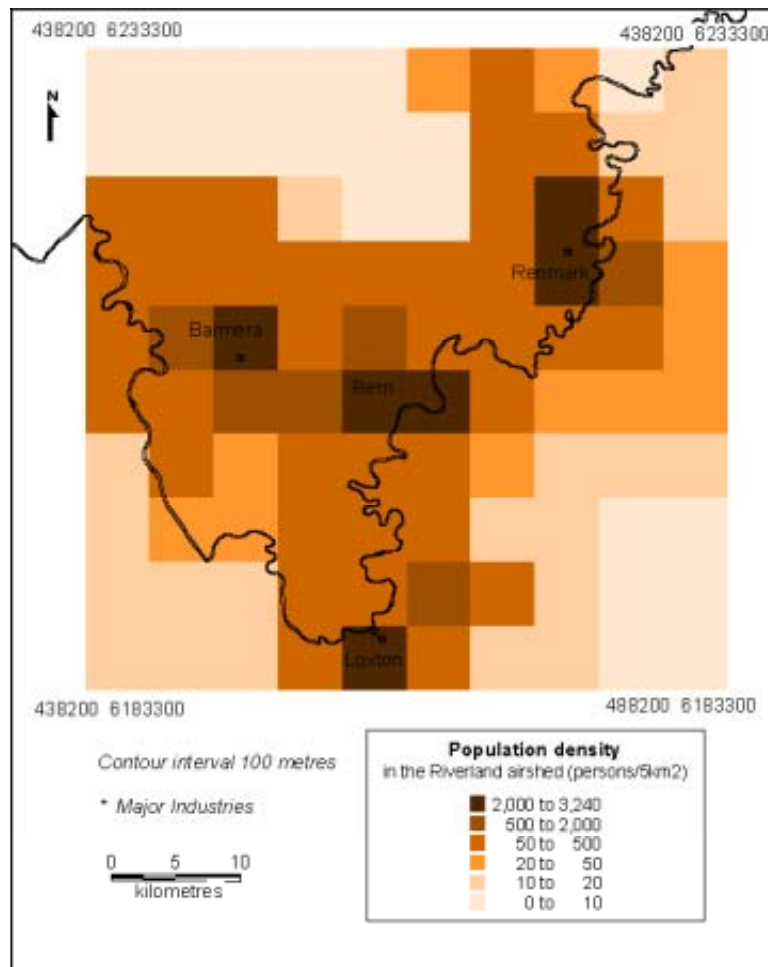 438200 6233300
438200 6233300
N
Renmark
Barmera
Berri
Loxton
438200 6183300
488200 6183300
Contour interval 100 metres
* Major Industries
0 5 10
kilometres
Population density
in the Riverland airshed (persons/5km2)
2,000 to 3,240
500 to 2,000
50 to 500
20 to 50
10 to 20
0 to 10